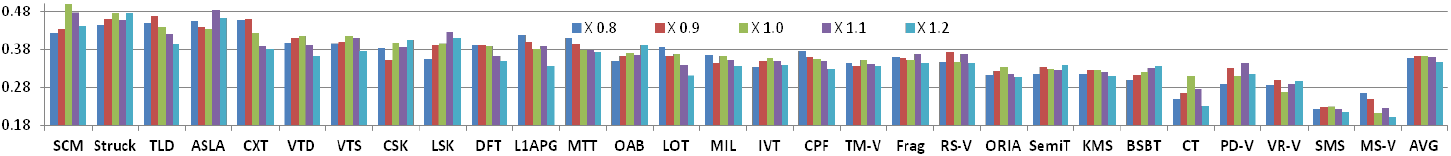 0.48
X 0.8 X 0.9 X 1.0 X 1.1 X 1.2
0.38
0.28
0.18
SCM Struck TLD ASLA CXT VTD VTS CSK LSK DFT L1APG MTT OAB LOT MIL IVT CPF TM-V Frag RS-V ORIA SemiT KMS BSBT CT PD-V VR-V SMS MS-V AVG